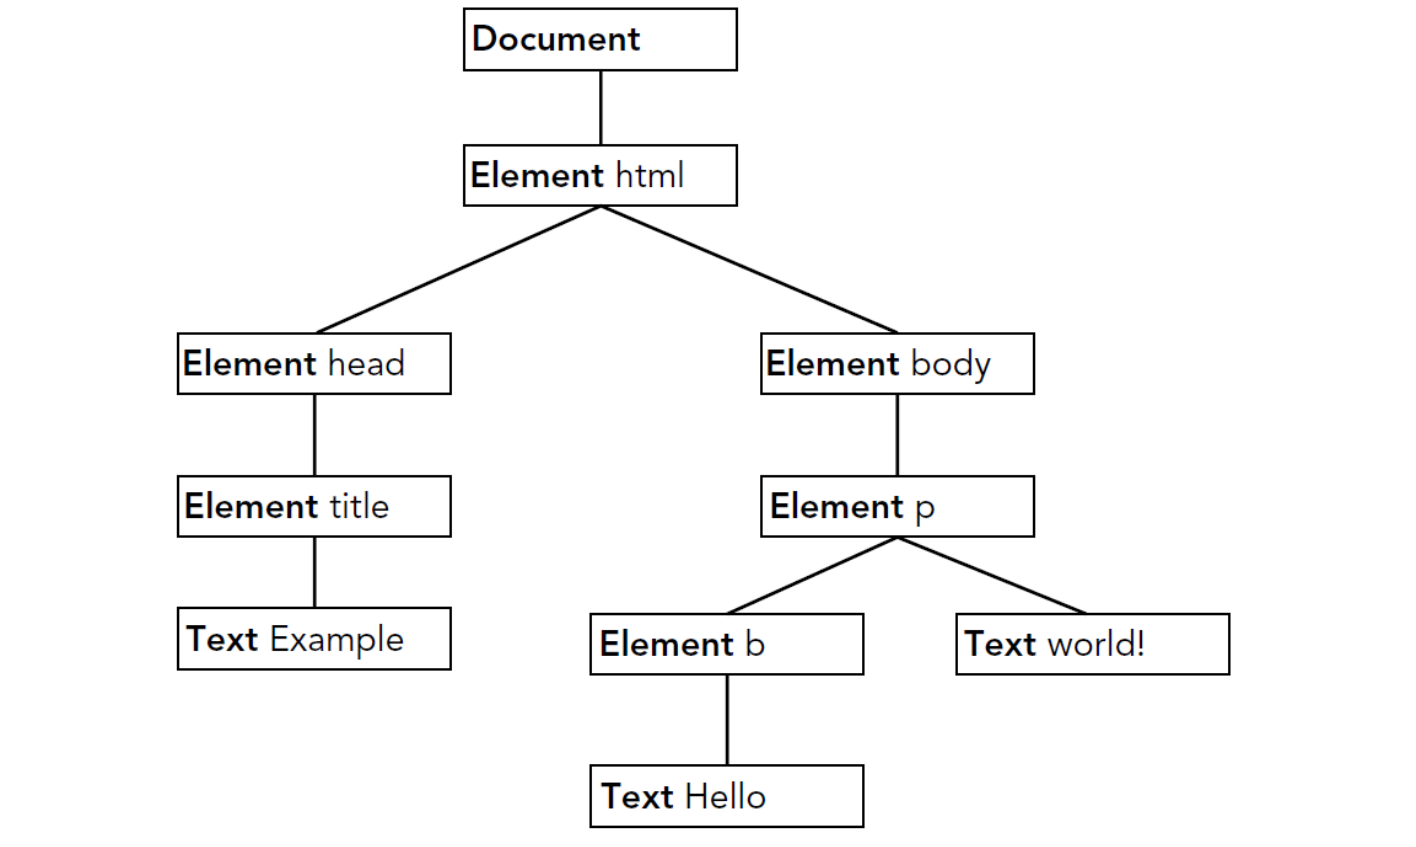 Document
Element html
Element head
Element body
Element title
Element p
Text Example
Element b
Text world!
Text Hello